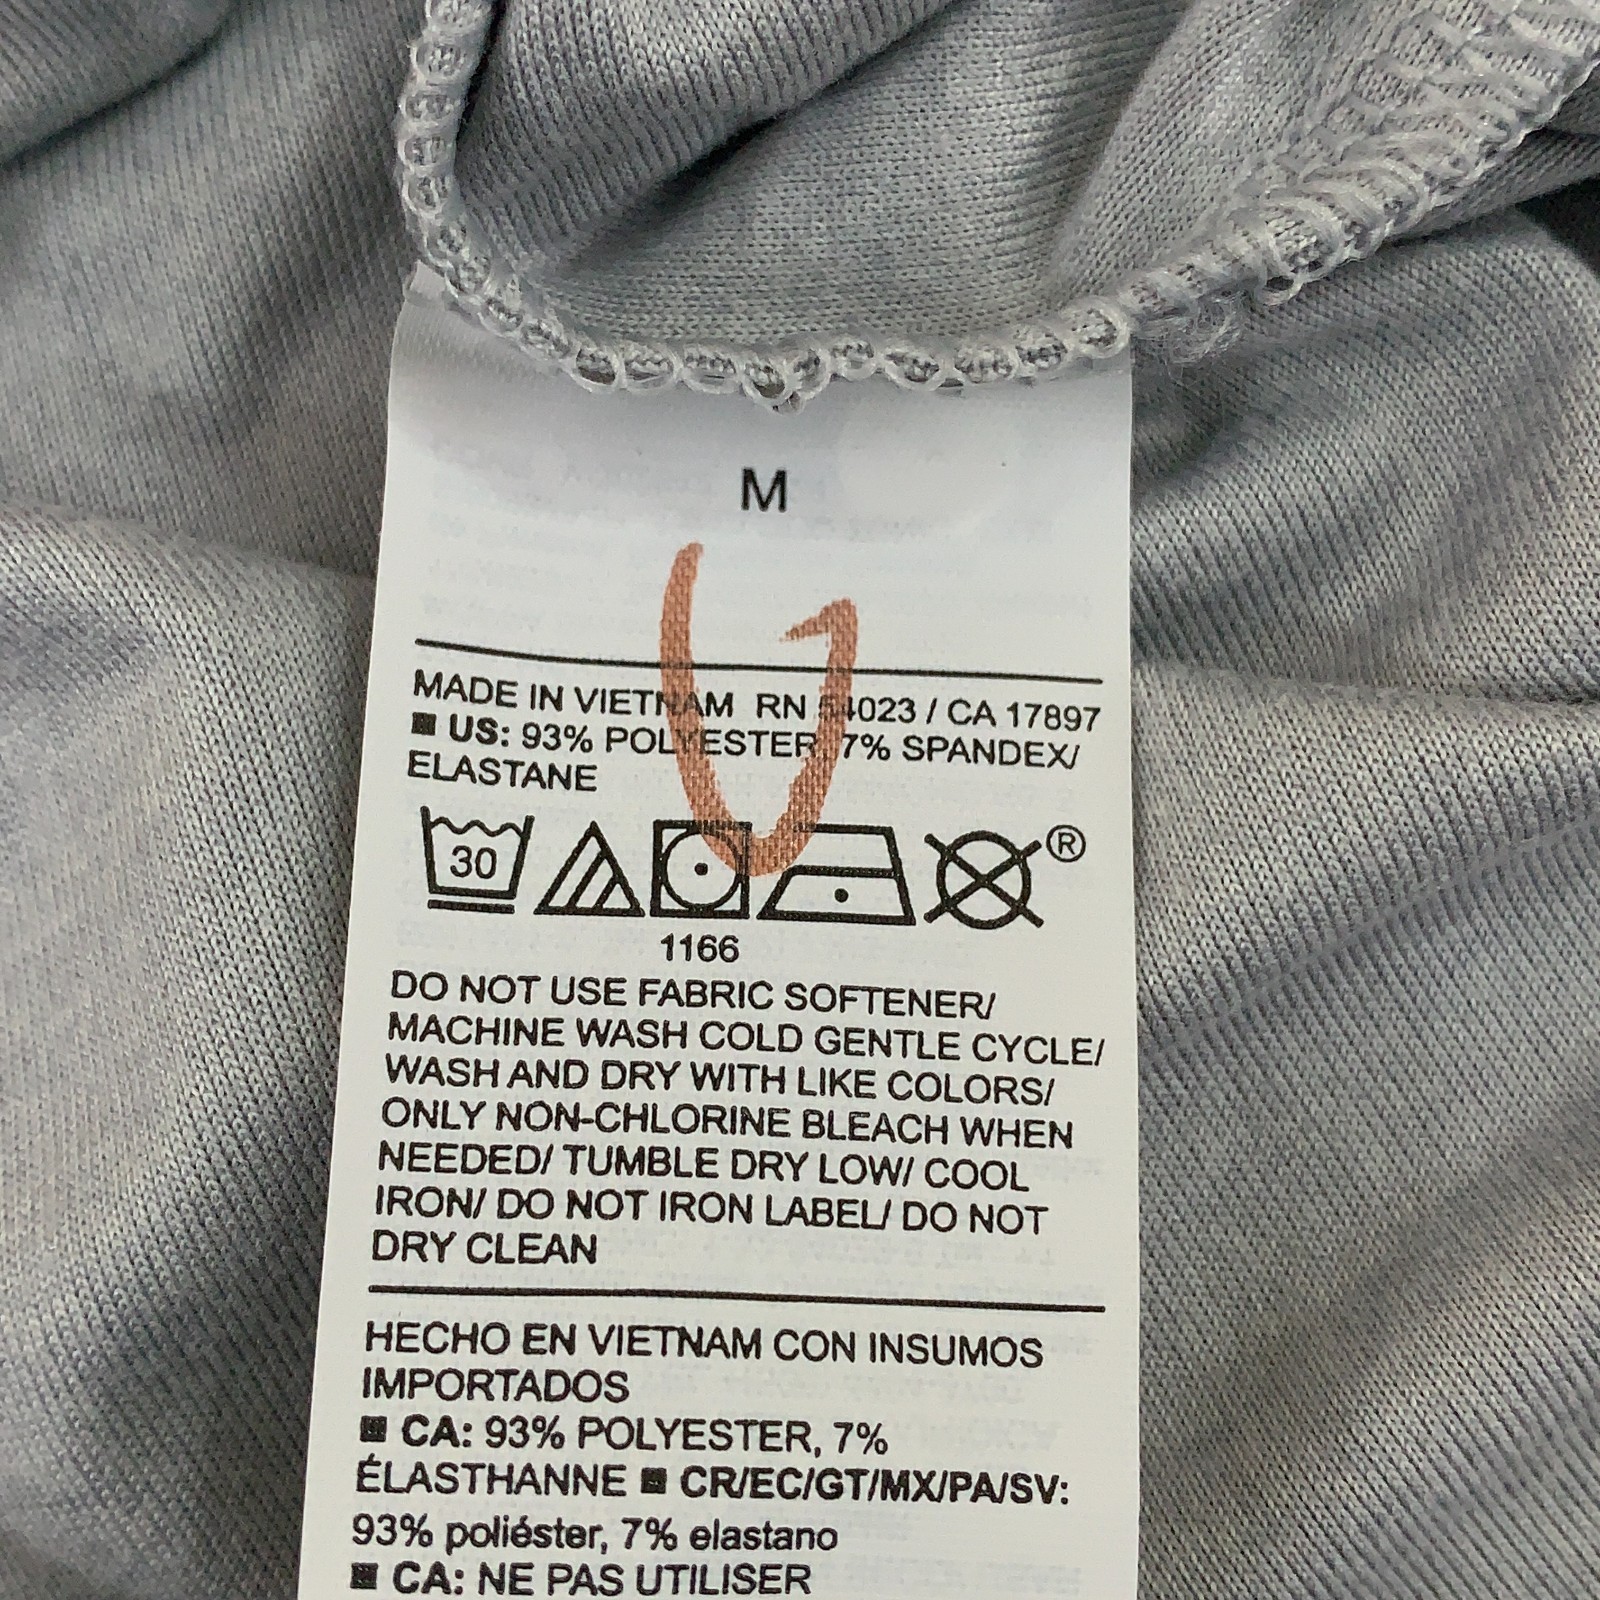 M
MADE IN VIETNAM RN 54023 / CA 17897
■ US: 93% POLYESTER, 7% SPANDEX/
ELASTANE
30 ®
1166
DO NOT USE FABRIC SOFTENER/
MACHINE WASH COLD GENTLE CYCLE/
WASH AND DRY WITH LIKE COLORS/
ONLY NON-CHLORINE BLEACH WHEN
NEEDED/ TUMBLE DRY LOW/ COOL
IRON/ DO NOT IRON LABEL/ DO NOT
DRY CLEAN
HECHO EN VIETNAM CON INSUMOS
IMPORTADOS
■ CA: 93% POLYESTER, 7%
ÉLASTHANNE ■ CR/EC/GT/MX/PA/SV:
93% poliéster, 7% elastano
■ CA: NE PAS UTILISER